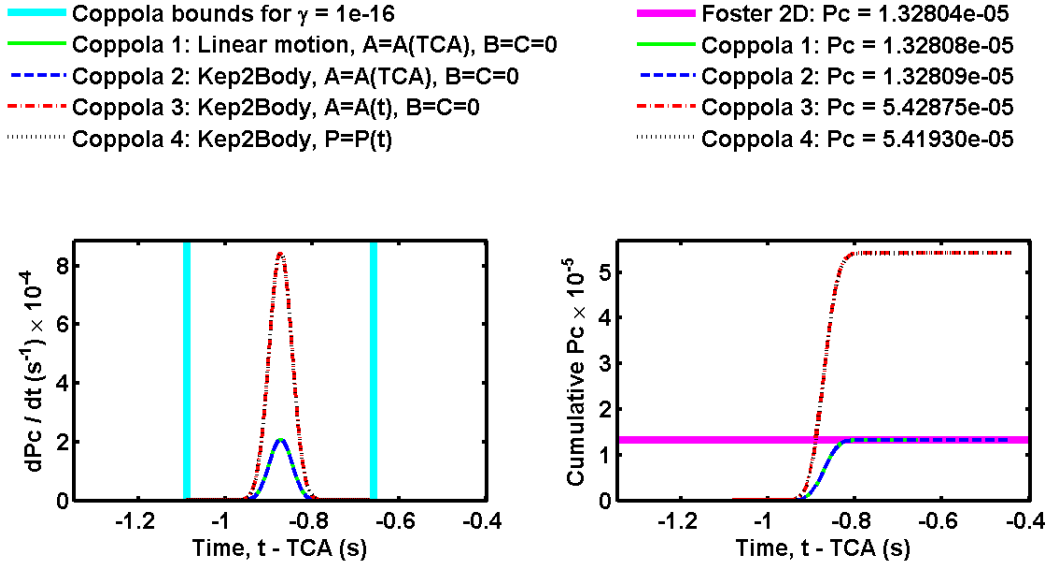 Coppola bounds for γ = 1e-16
Coppola 1: Linear motion, A=A(TCA), B=C=0
Coppola 2: Kep2Body, A=A(TCA), B=C=0
Coppola 3: Kep2Body, A=A(t), B=C=0
Coppola 4: Kep2Body, P=P(t)
Foster 2D: Pc = 1.32804e-05
Coppola 1: Pc = 1.32808e-05
Coppola 2: Pc = 1.32809e-05
Coppola 3: Pc = 5.42875e-05
Coppola 4: Pc = 5.41930e-05
dPc / dt (s⁻¹) × 10⁻⁴
8
6
4
2
0
-1.2 -1 -0.8 -0.6 -0.4
Time, t - TCA (s)
Cumulative Pc × 10⁻⁵
5
4
3
2
1
0
-1.2 -1 -0.8 -0.6 -0.4
Time, t - TCA (s)